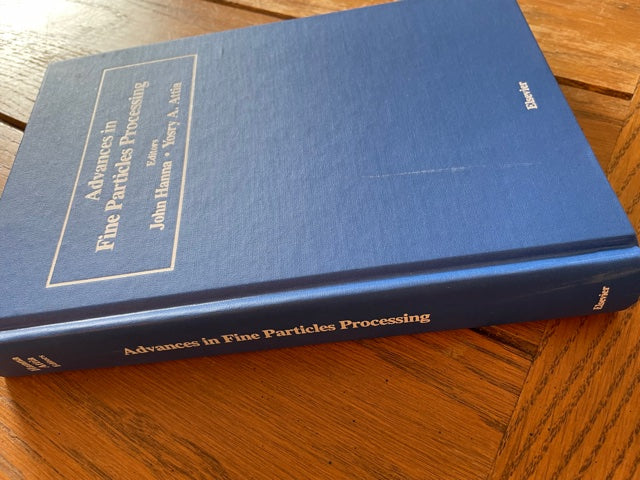 Advances in
Fine Particles Processing
Editors
John Hanna • Yosry A. Attia
Elsevier
Advances in Fine Particles Processing
Elsevier